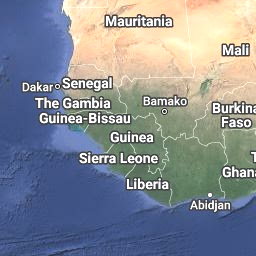 Mauritania
Mali
Dakar
Senegal
The Gambia
Bamako
Burkina
Faso
Guinea-Bissau
Guinea
Sierra Leone
Ghana
Liberia
Abidjan